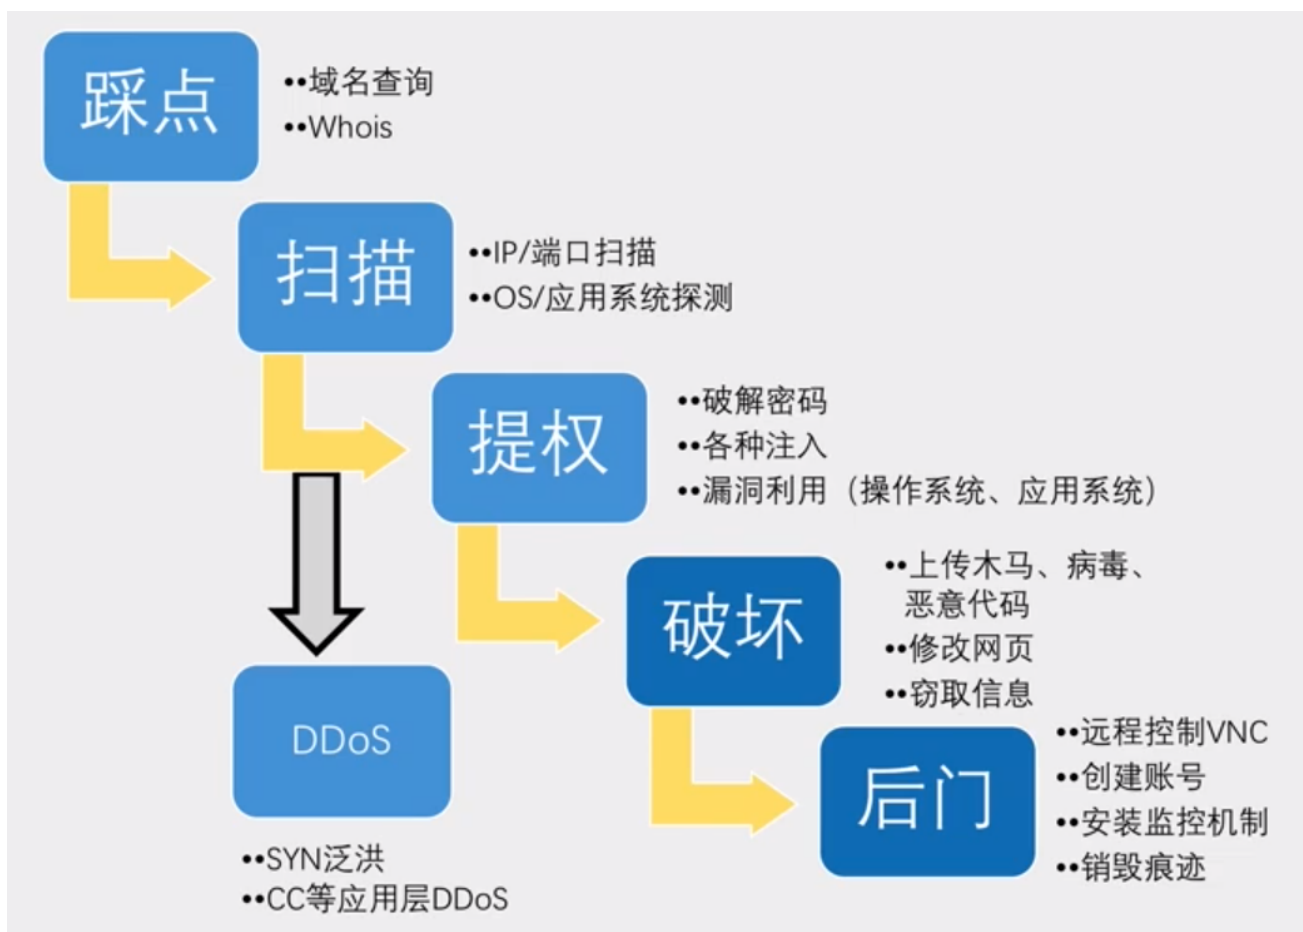 踩点
••域名查询
••Whois
扫描
••IP/端口扫描
••OS/应用系统探测
提权
••破解密码
••各种注入
••漏洞利用（操作系统、应用系统）
破坏
••上传木马、病毒、
恶意代码
••修改网页
••窃取信息
后门
••远程控制VNC
••创建账号
••安装监控机制
••销毁痕迹
DDoS
••SYN泛洪
••CC等应用层DDoS